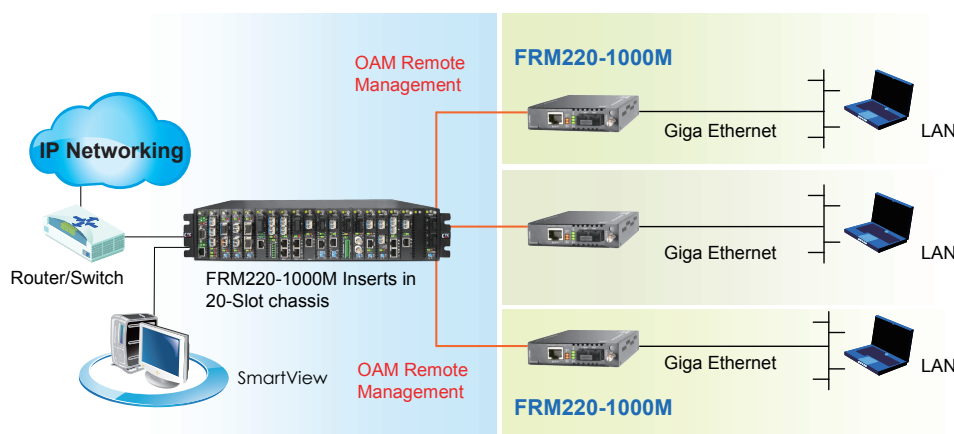 OAM Remote
Management
FRM220-1000M
Giga Ethernet
LAN
IP Networking
Router/Switch
FRM220-1000M Inserts in
20-Slot chassis
Giga Ethernet
LAN
SmartView
OAM Remote
Management
Giga Ethernet
LAN
FRM220-1000M